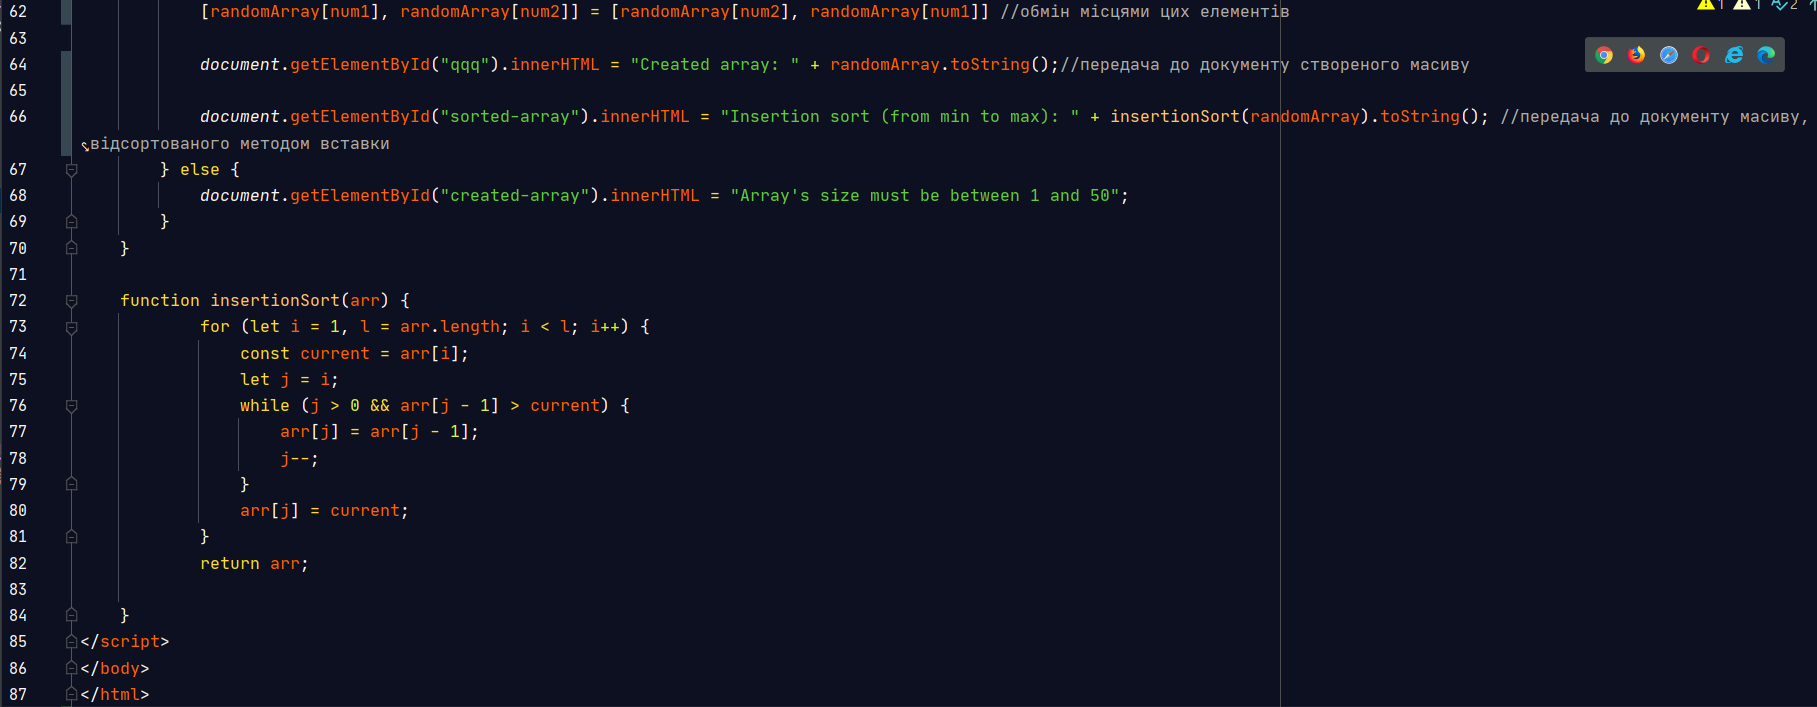 62 [randomArray[num1], randomArray[num2]] = [randomArray[num2], randomArray[num1]] //обмін місцями цих елементів
1 1 2
63
64 document.getElementById("qqq").innerHTML = "Created array: " + randomArray.toString();//передача до документу створеного масиву
65
66 document.getElementById("sorted-array").innerHTML = "Insertion sort (from min to max): " + insertionSort(randomArray).toString(); //передача до документу масиву,
відсортованого методом вставки
67 } else {
68 document.getElementById("created-array").innerHTML = "Array's size must be between 1 and 50";
69 }
70 }
71
72 function insertionSort(arr) {
73 for (let i = 1, l = arr.length; i < l; i++) {
74 const current = arr[i];
75 let j = i;
76 while (j > 0 && arr[j - 1] > current) {
77 arr[j] = arr[j - 1];
78 j--;
79 }
80 arr[j] = current;
81 }
82 return arr;
83
84 }
85 </script>
86 </body>
87 </html>